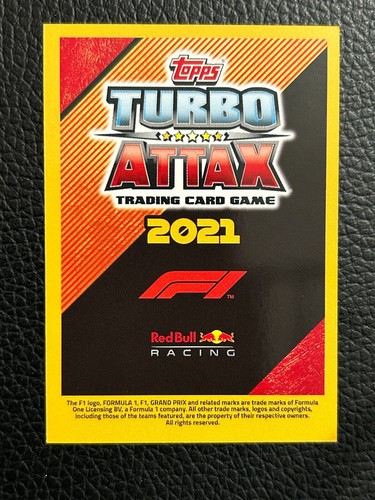 Topps
TURBO
ATTAX
TRADING CARD GAME
2021
F1 TM
Red Bull
RACING
The F1 logo, FORMULA 1, F1, GRAND PRIX and related marks are trade marks of Formula
One Licensing BV, a Formula 1 company. All other trade marks, logos and copyrights,
including those of the teams featured, are the property of their respective owners.
All rights reserved.